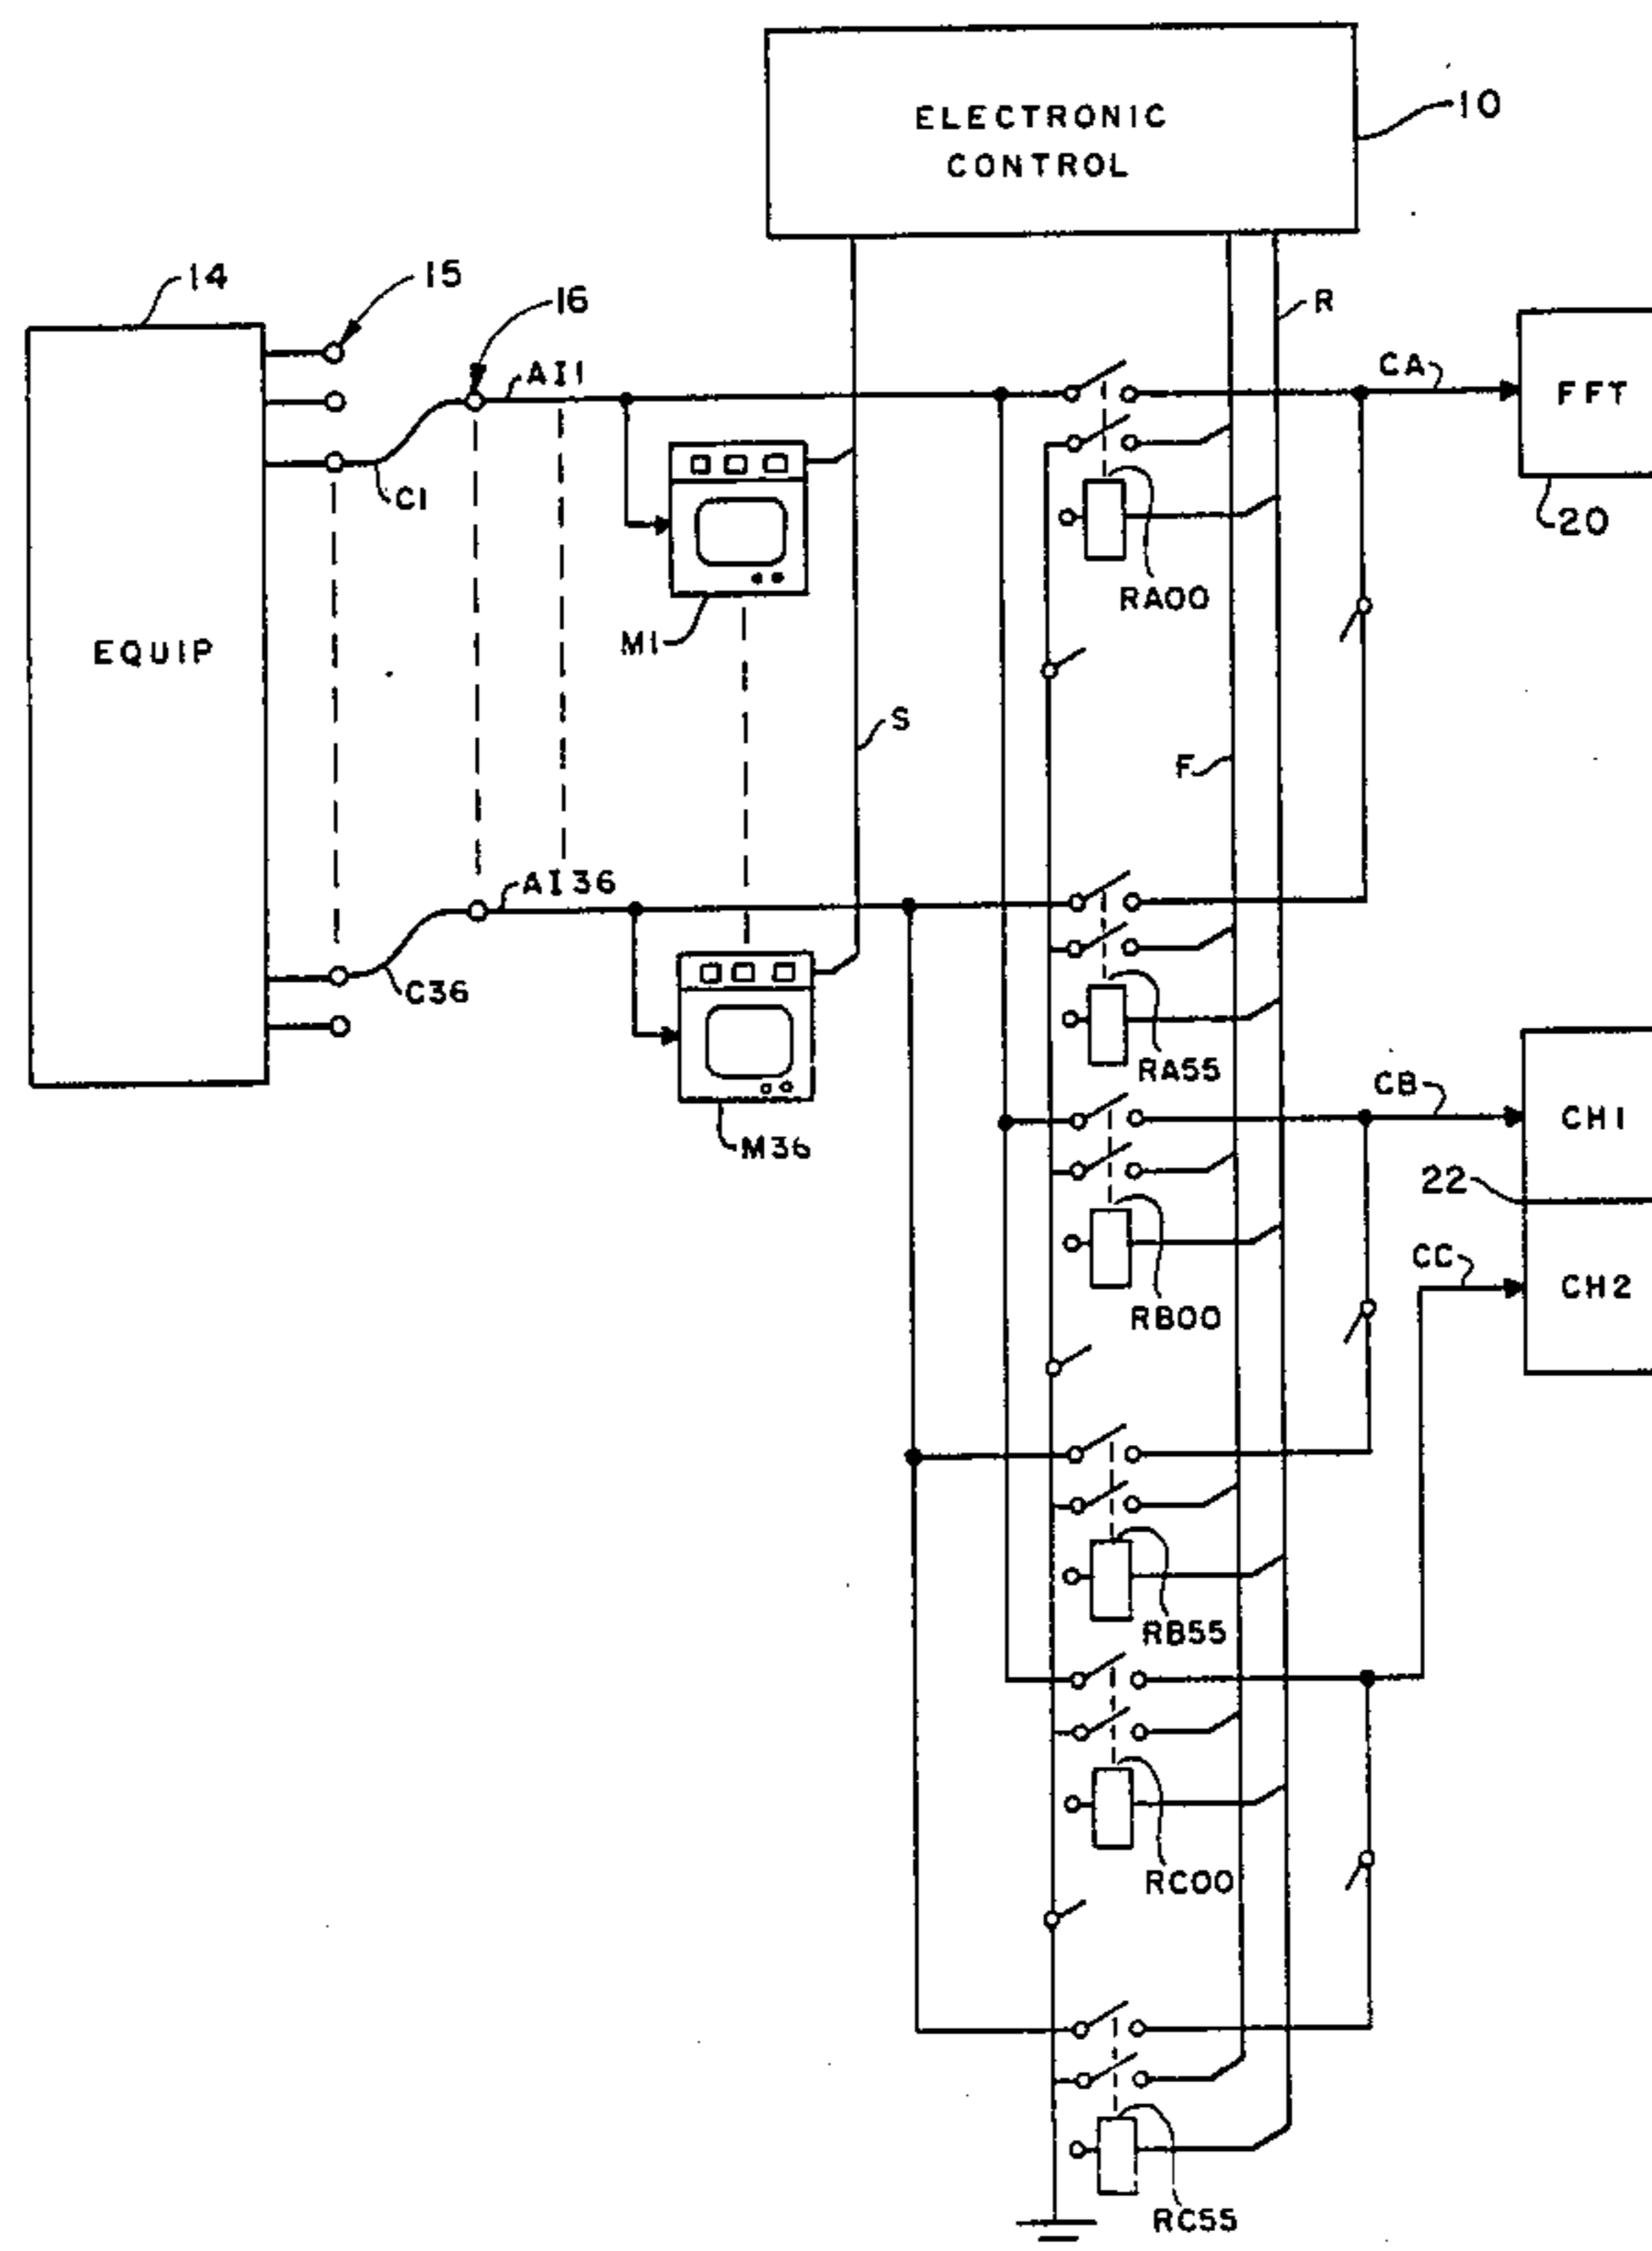 ELECTRONIC
CONTROL
10
14
15
16
R
AI1
CA
FFT
C1
20
RA00
M1
EQUIP
S
F
AI36
C36
RA55
CB
CH1
M36
22
CC
CH2
RB00
RB55
RC00
RC55